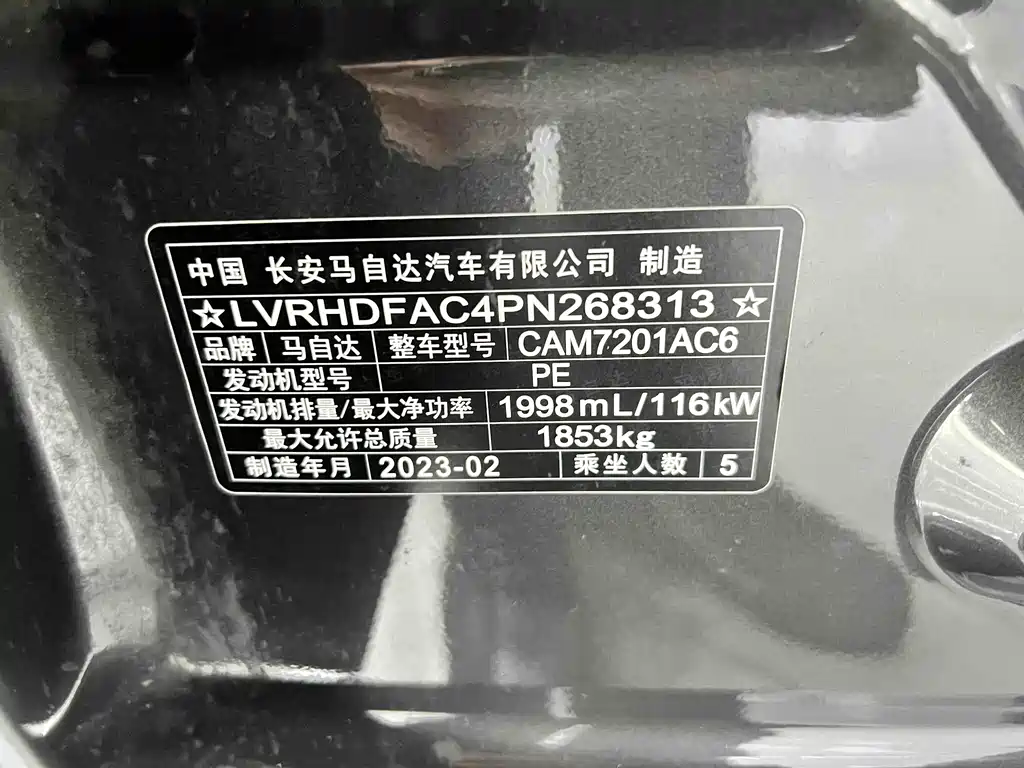 中国 长安马自达汽车有限公司 制造
☆LVRHDFAC4PN268313☆
品牌 马自达 整车型号 CAM7201AC6
发动机型号 PE
发动机排量/最大净功率 1998mL/116kW
最大允许总质量 1853kg
制造年月 2023-02 乘坐人数 5